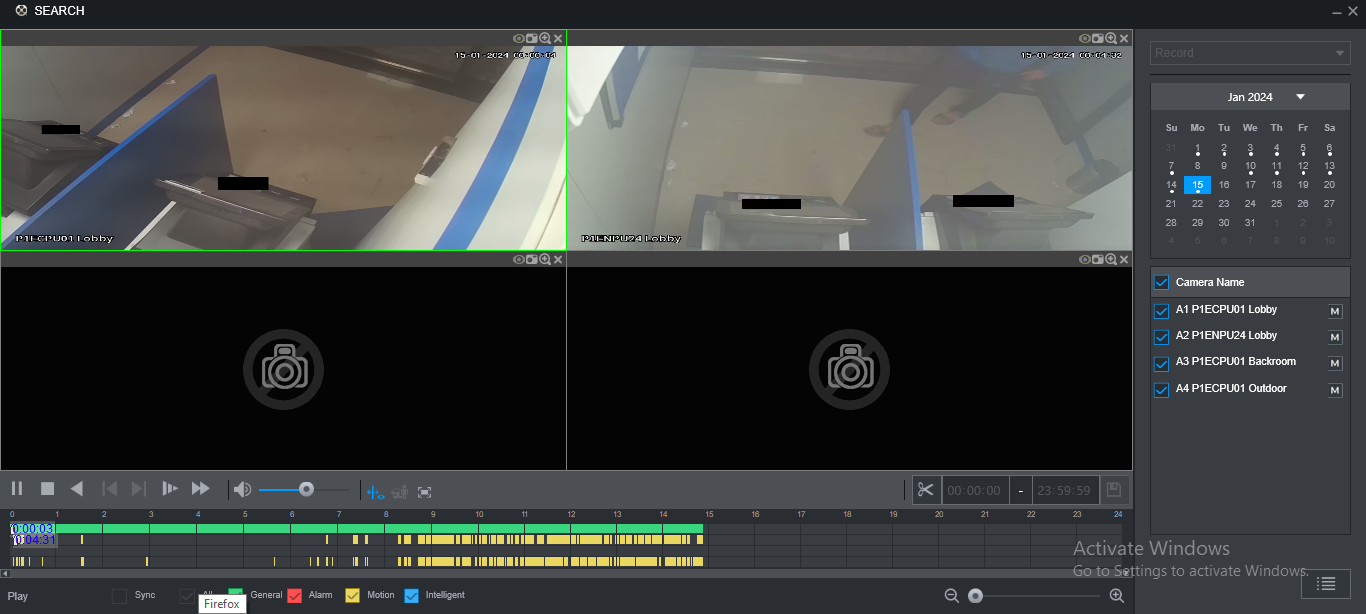 SEARCH
15-01-2024 00:00:04
15-01-2024 00:04:32
Record
Jan 2024
Su Mo Tu We Th Fr Sa
31 1 2 3 4 5 6
7 8 9 10 11 12 13
14 15 16 17 18 19 20
21 22 23 24 25 26 27
28 29 30 31 1 2 3
4 5 6 7 8 9 10
P1ECPU01 Lobby
P1ENPU24 Lobby
Camera Name
A1 P1ECPU01 Lobby M
A2 P1ENPU24 Lobby M
A3 P1ECPU01 Backroom M
A4 P1ECPU01 Outdoor M
00:00:00 - 23:59:59
0 1 2 3 4 5 6 7 8 9 10 11 12 13 14 15 16 17 18 19 20 21 22 23 24
0:00:03
0:04:31
Activate Windows
Go to Settings to activate Windows.
Play Sync All General Alarm Motion Intelligent
Firefox